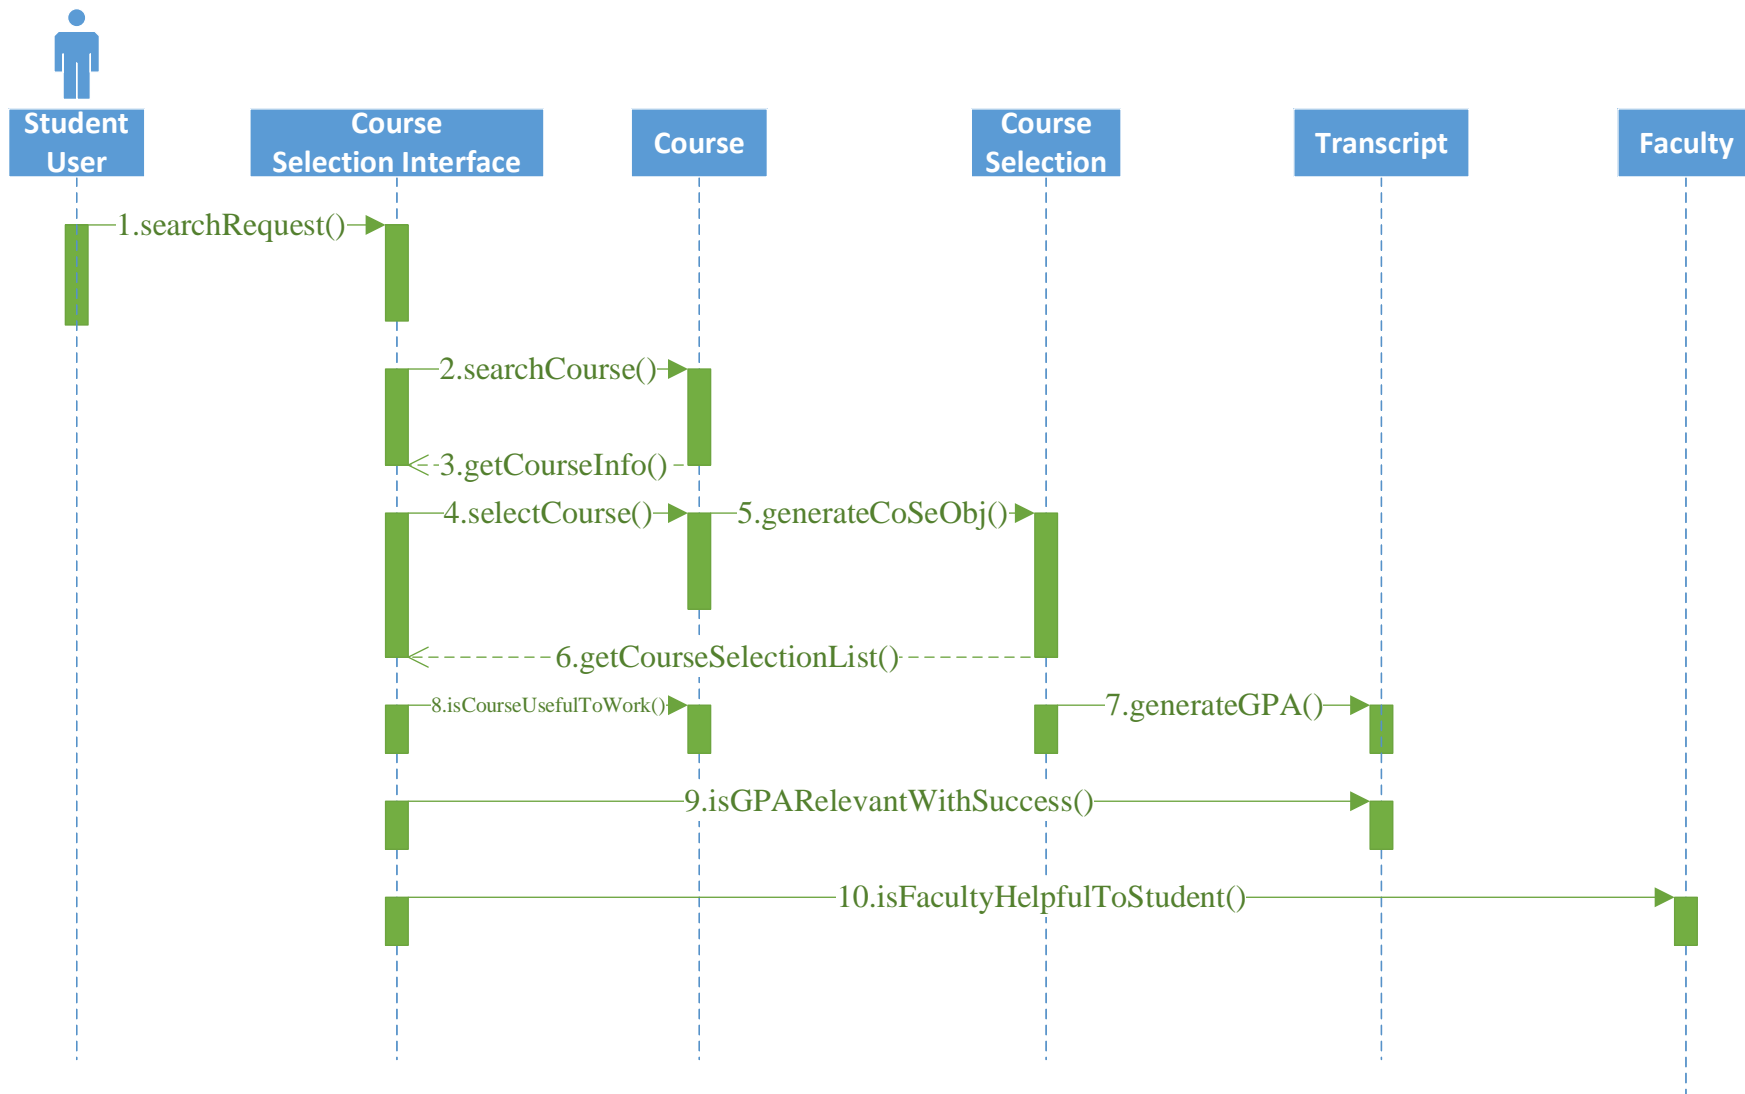 Student
User
Course
Selection Interface
Course
Course
Selection
Transcript
Faculty
1.searchRequest()
2.searchCourse()
3.getCourseInfo()
4.selectCourse()
5.generateCoSeObj()
6.getCourseSelectionList()
8.isCourseUsefulToWork()
7.generateGPA()
9.isGPARelevantWithSuccess()
10.isFacultyHelpfulToStudent()